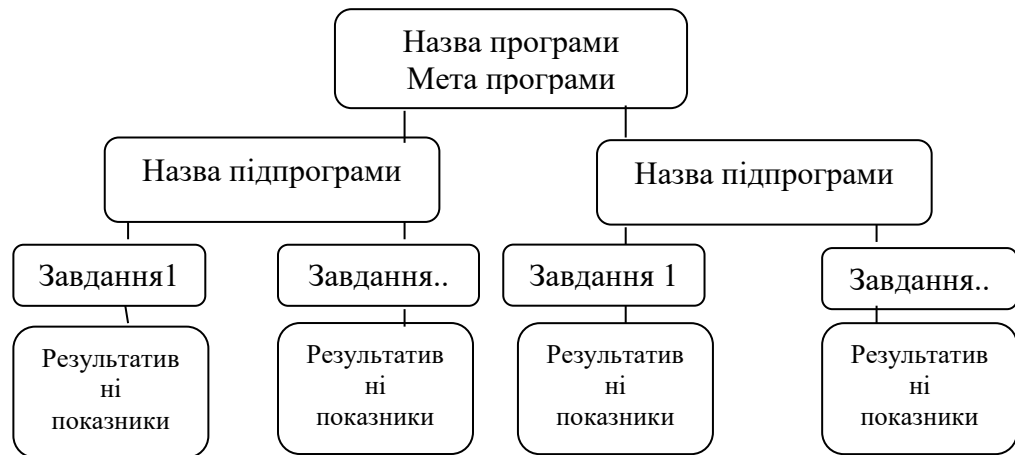 Назва програми
Мета програми
Назва підпрограми
Назва підпрограми
Завдання1
Завдання..
Завдання 1
Завдання..
Результатив
ні
показники
Результатив
ні
показники
Результатив
ні
показники
Результатив
ні
показники